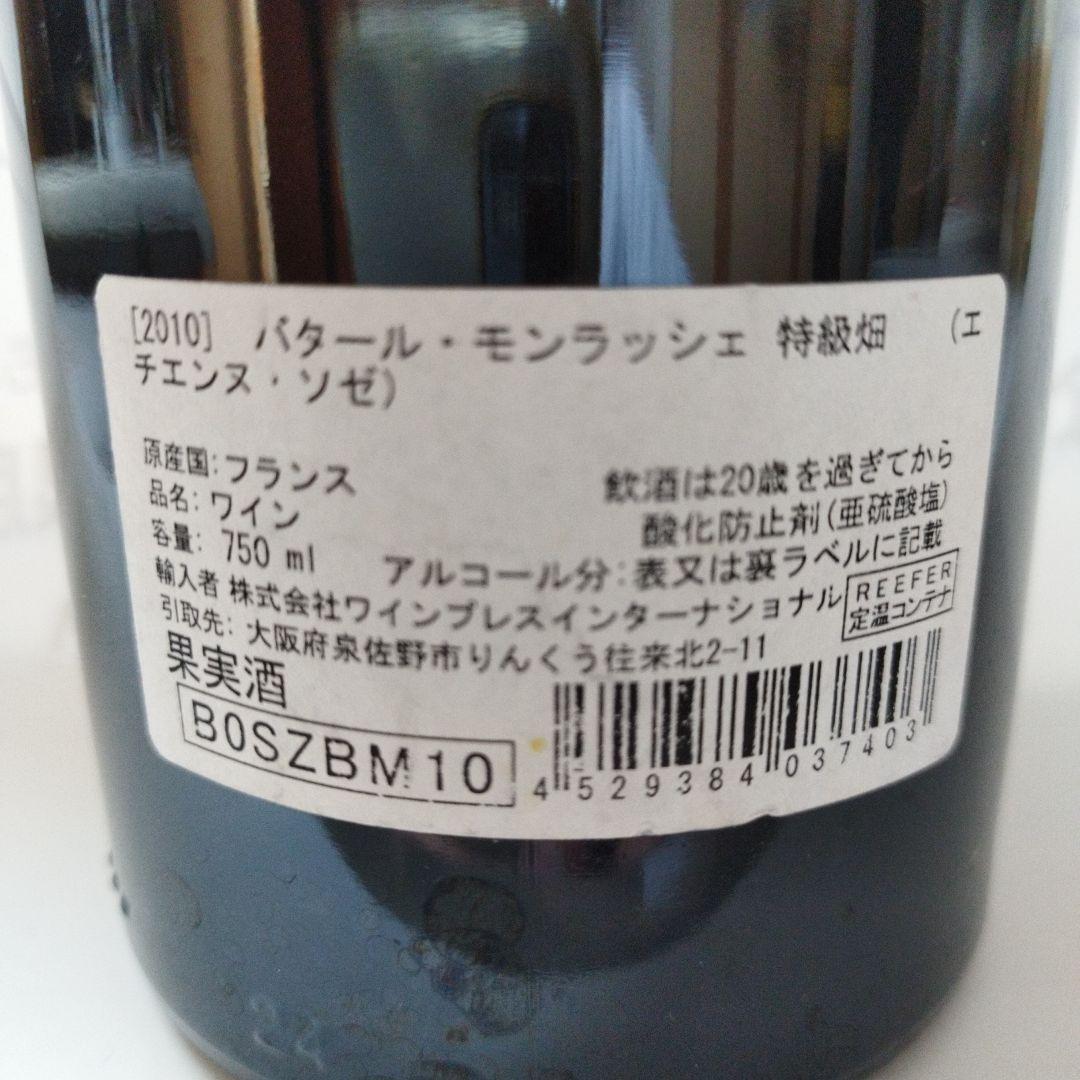 [2010] バタール・モンラッシェ 特級畑 (エ
チエンヌ・ソゼ)
原産国:フランス
品名: ワイン
容量: 750 ml
飲酒は20歳を過ぎてから
酸化防止剤(亜硫酸塩)
アルコール分:表又は裏ラベルに記載
輸入者 株式会社ワインプレスインターナショナル
REEFER
定温コンテナ
引取先: 大阪府泉佐野市りんくう往来北2-11
果実酒
B0SZBM10
4 529384 037403